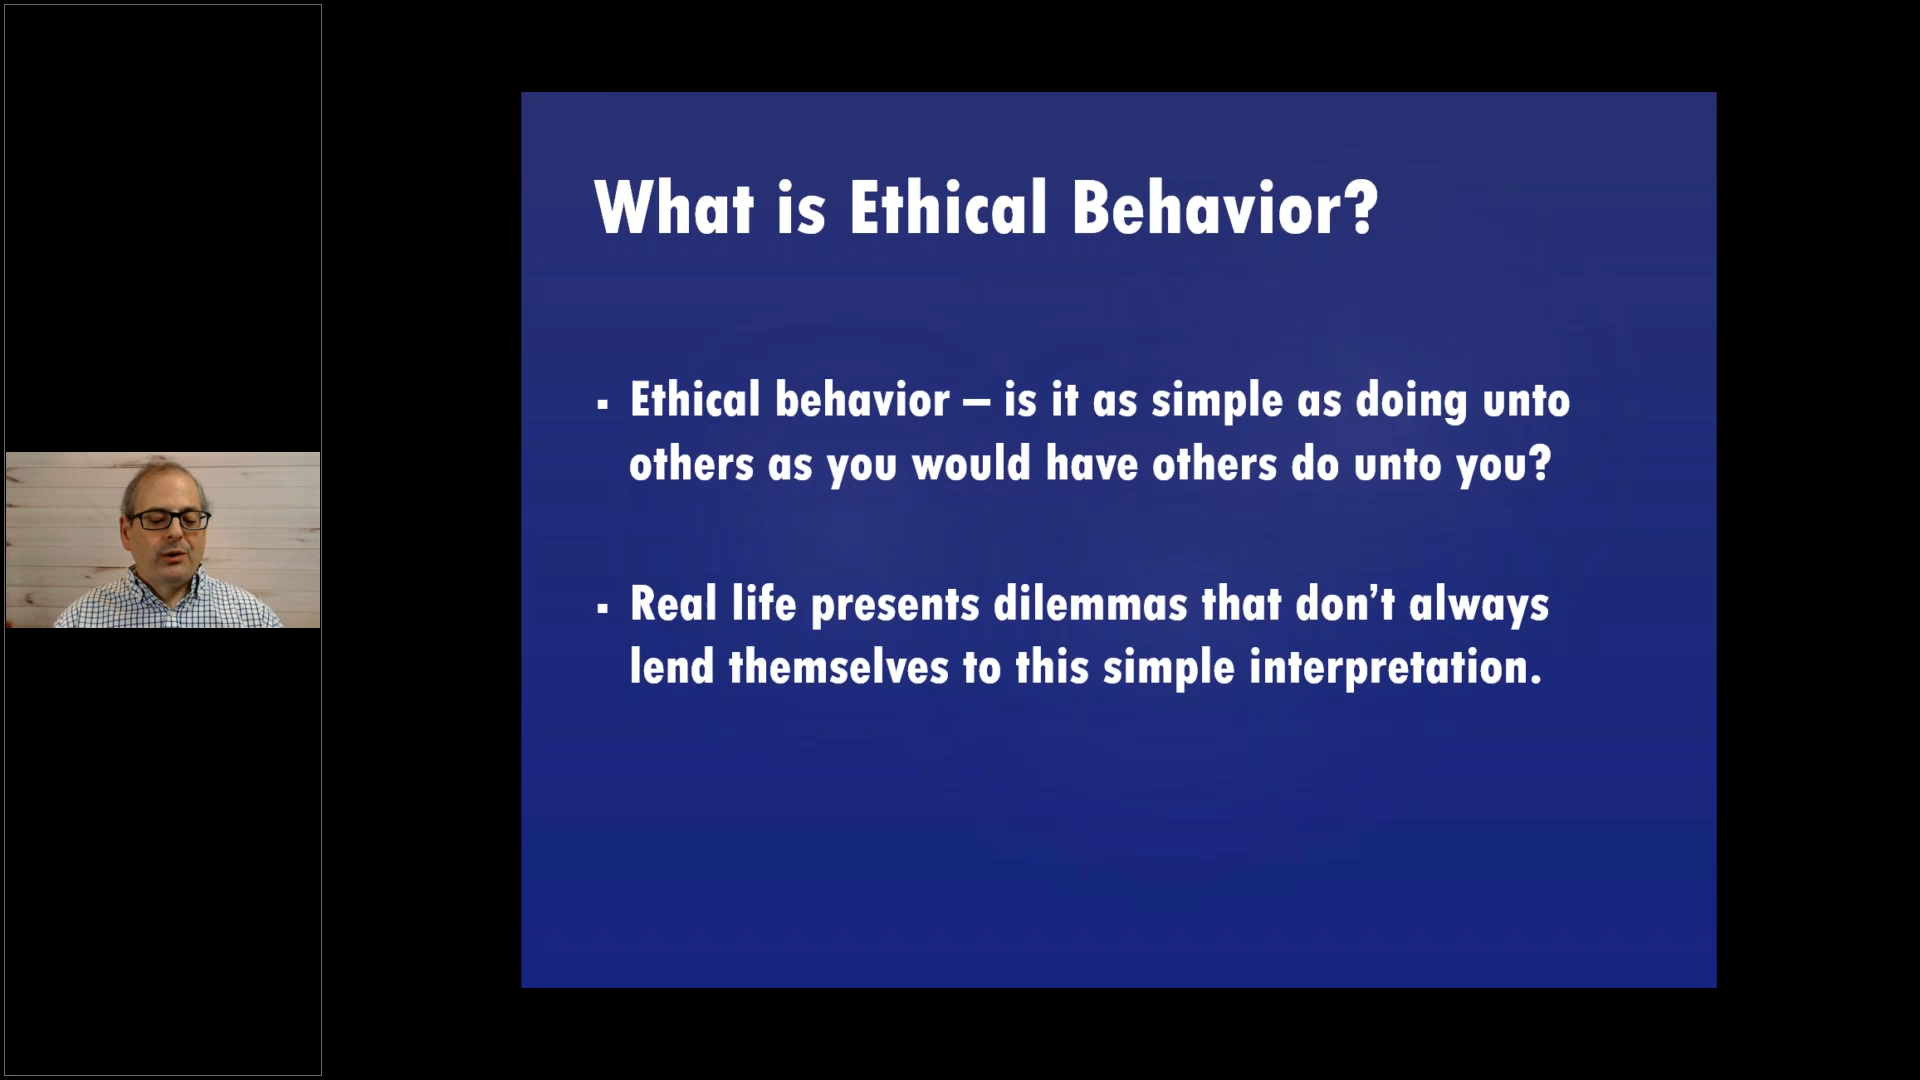 What is Ethical Behavior?
▪ Ethical behavior – is it as simple as doing unto
others as you would have others do unto you?
▪ Real life presents dilemmas that don’t always
lend themselves to this simple interpretation.